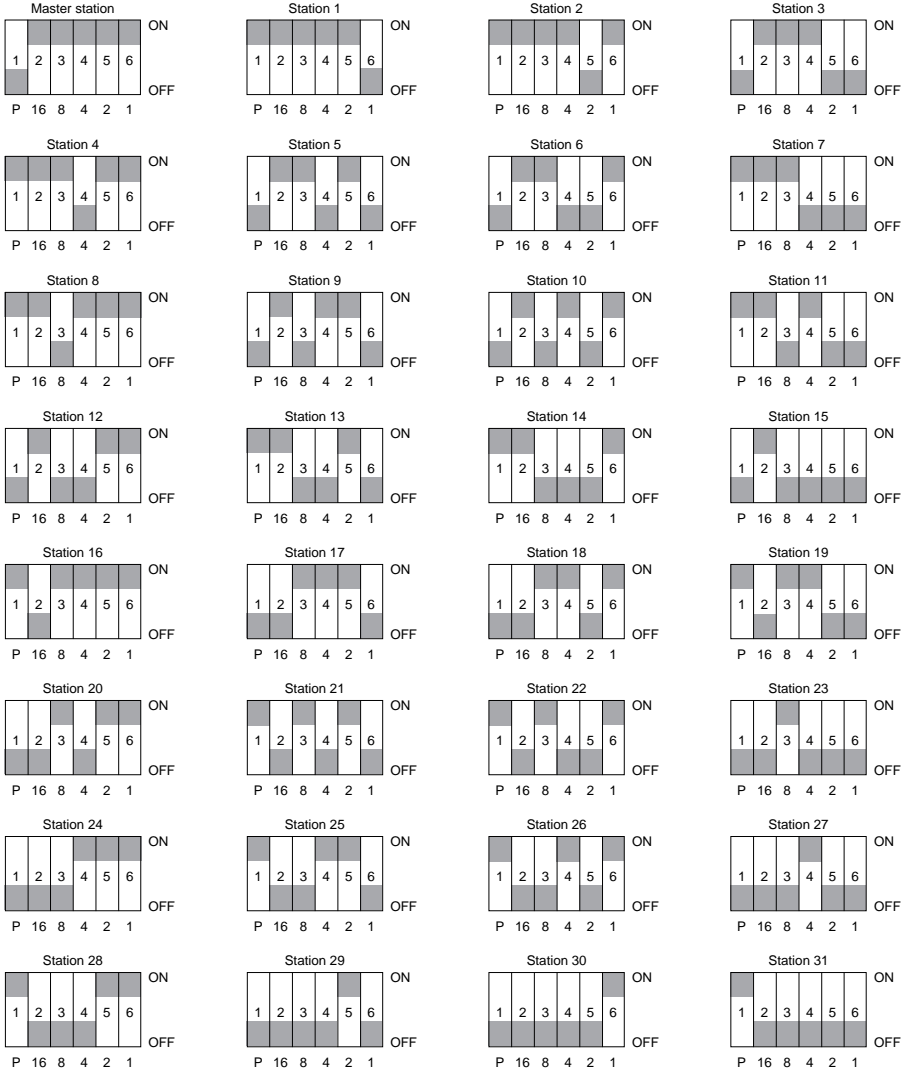 Master station Station 1 Station 2 Station 3
ON ON ON ON
1 2 3 4 5 6 1 2 3 4 5 6 1 2 3 4 5 6 1 2 3 4 5 6
OFF OFF OFF OFF
P 16 8 4 2 1 P 16 8 4 2 1 P 16 8 4 2 1 P 16 8 4 2 1
Station 4 Station 5 Station 6 Station 7
ON ON ON ON
1 2 3 4 5 6 1 2 3 4 5 6 1 2 3 4 5 6 1 2 3 4 5 6
OFF OFF OFF OFF
P 16 8 4 2 1 P 16 8 4 2 1 P 16 8 4 2 1 P 16 8 4 2 1
Station 8 Station 9 Station 10 Station 11
ON ON ON ON
1 2 3 4 5 6 1 2 3 4 5 6 1 2 3 4 5 6 1 2 3 4 5 6
OFF OFF OFF OFF
P 16 8 4 2 1 P 16 8 4 2 1 P 16 8 4 2 1 P 16 8 4 2 1
Station 12 Station 13 Station 14 Station 15
ON ON ON ON
1 2 3 4 5 6 1 2 3 4 5 6 1 2 3 4 5 6 1 2 3 4 5 6
OFF OFF OFF OFF
P 16 8 4 2 1 P 16 8 4 2 1 P 16 8 4 2 1 P 16 8 4 2 1
Station 16 Station 17 Station 18 Station 19
ON ON ON ON
1 2 3 4 5 6 1 2 3 4 5 6 1 2 3 4 5 6 1 2 3 4 5 6
OFF OFF OFF OFF
P 16 8 4 2 1 P 16 8 4 2 1 P 16 8 4 2 1 P 16 8 4 2 1
Station 20 Station 21 Station 22 Station 23
ON ON ON ON
1 2 3 4 5 6 1 2 3 4 5 6 1 2 3 4 5 6 1 2 3 4 5 6
OFF OFF OFF OFF
P 16 8 4 2 1 P 16 8 4 2 1 P 16 8 4 2 1 P 16 8 4 2 1
Station 24 Station 25 Station 26 Station 27
ON ON ON ON
1 2 3 4 5 6 1 2 3 4 5 6 1 2 3 4 5 6 1 2 3 4 5 6
OFF OFF OFF OFF
P 16 8 4 2 1 P 16 8 4 2 1 P 16 8 4 2 1 P 16 8 4 2 1
Station 28 Station 29 Station 30 Station 31
ON ON ON ON
1 2 3 4 5 6 1 2 3 4 5 6 1 2 3 4 5 6 1 2 3 4 5 6
OFF OFF OFF OFF
P 16 8 4 2 1 P 16 8 4 2 1 P 16 8 4 2 1 P 16 8 4 2 1